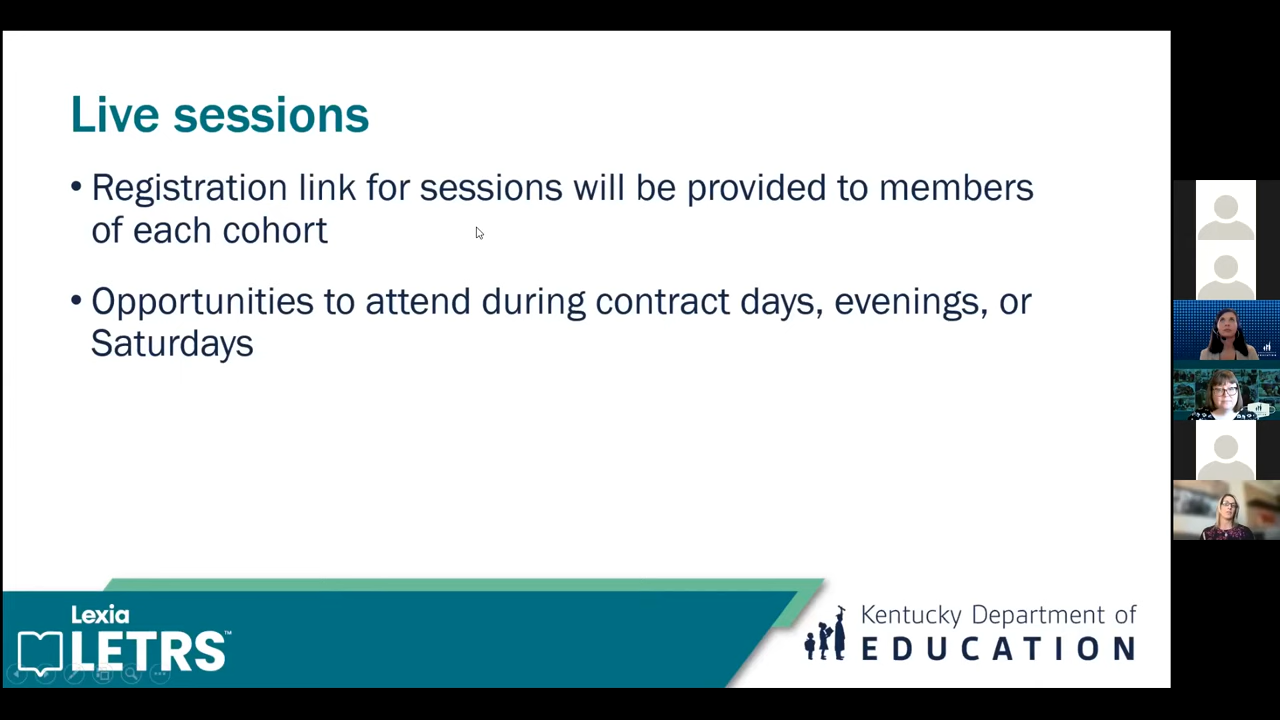 Live sessions
• Registration link for sessions will be provided to members
of each cohort
• Opportunities to attend during contract days, evenings, or
Saturdays
Lexia
LETRS™
Kentucky Department of
EDUCATION